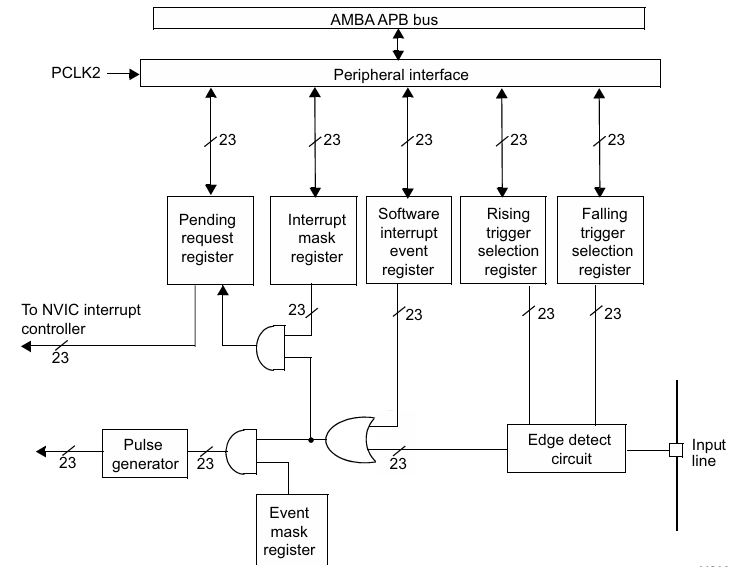 AMBA APB bus
PCLK2
Peripheral interface
23 23 23 23 23
Pending
request
register
Interrupt
mask
register
Software
interrupt
event
register
Rising
trigger
selection
register
Falling
trigger
selection
register
To NVIC interrupt
controller
23
23
23
23
23
Edge detect
circuit
Input
line
23
Pulse
generator
23
23
Event
mask
register